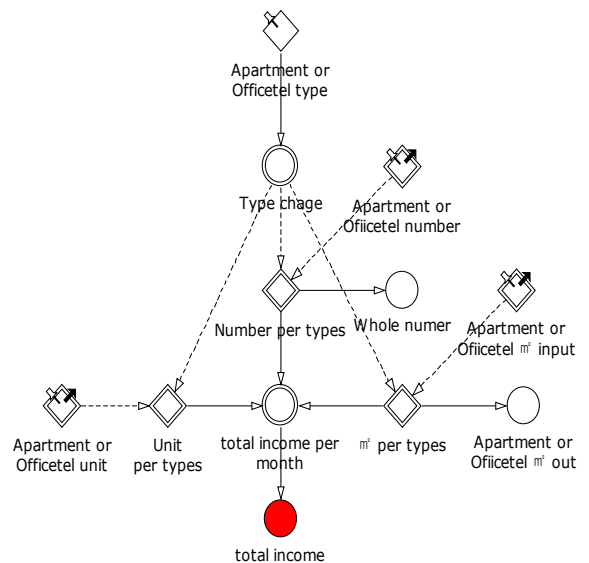 Apartment or
Officetel type
Type chage
Apartment or
Ofiicetel number
Number per types
Whole numer
Apartment or
Ofiicetel ㎡ input
Apartment or
Officetel unit
Unit
per types
total income per
month
㎡ per types
Apartment or
Ofiicetel ㎡ out
total income